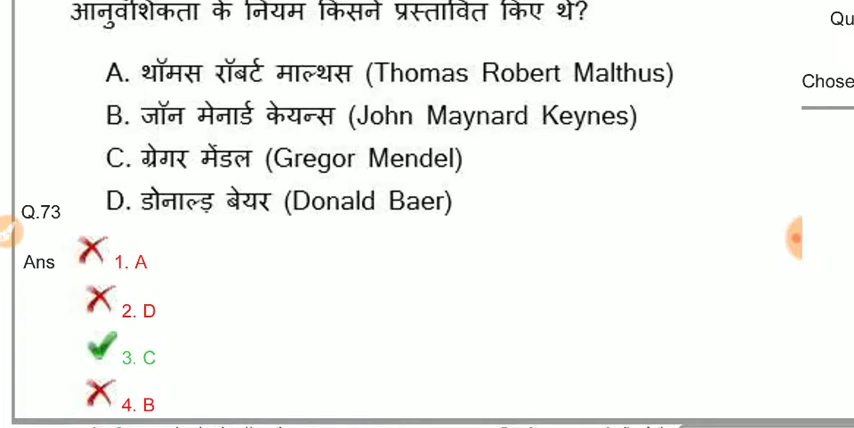 आनुवंशिकता के नियम किसने प्रस्तावित किए थे?
Qu
A. थॉमस रॉबर्ट माल्थस (Thomas Robert Malthus)
Chose
B. जॉन मेनार्ड केयन्स (John Maynard Keynes)
C. ग्रेगर मेंडल (Gregor Mendel)
D. डोनाल्ड़ बेयर (Donald Baer)
Q.73
Ans 1. A
2. D
3. C
4. B